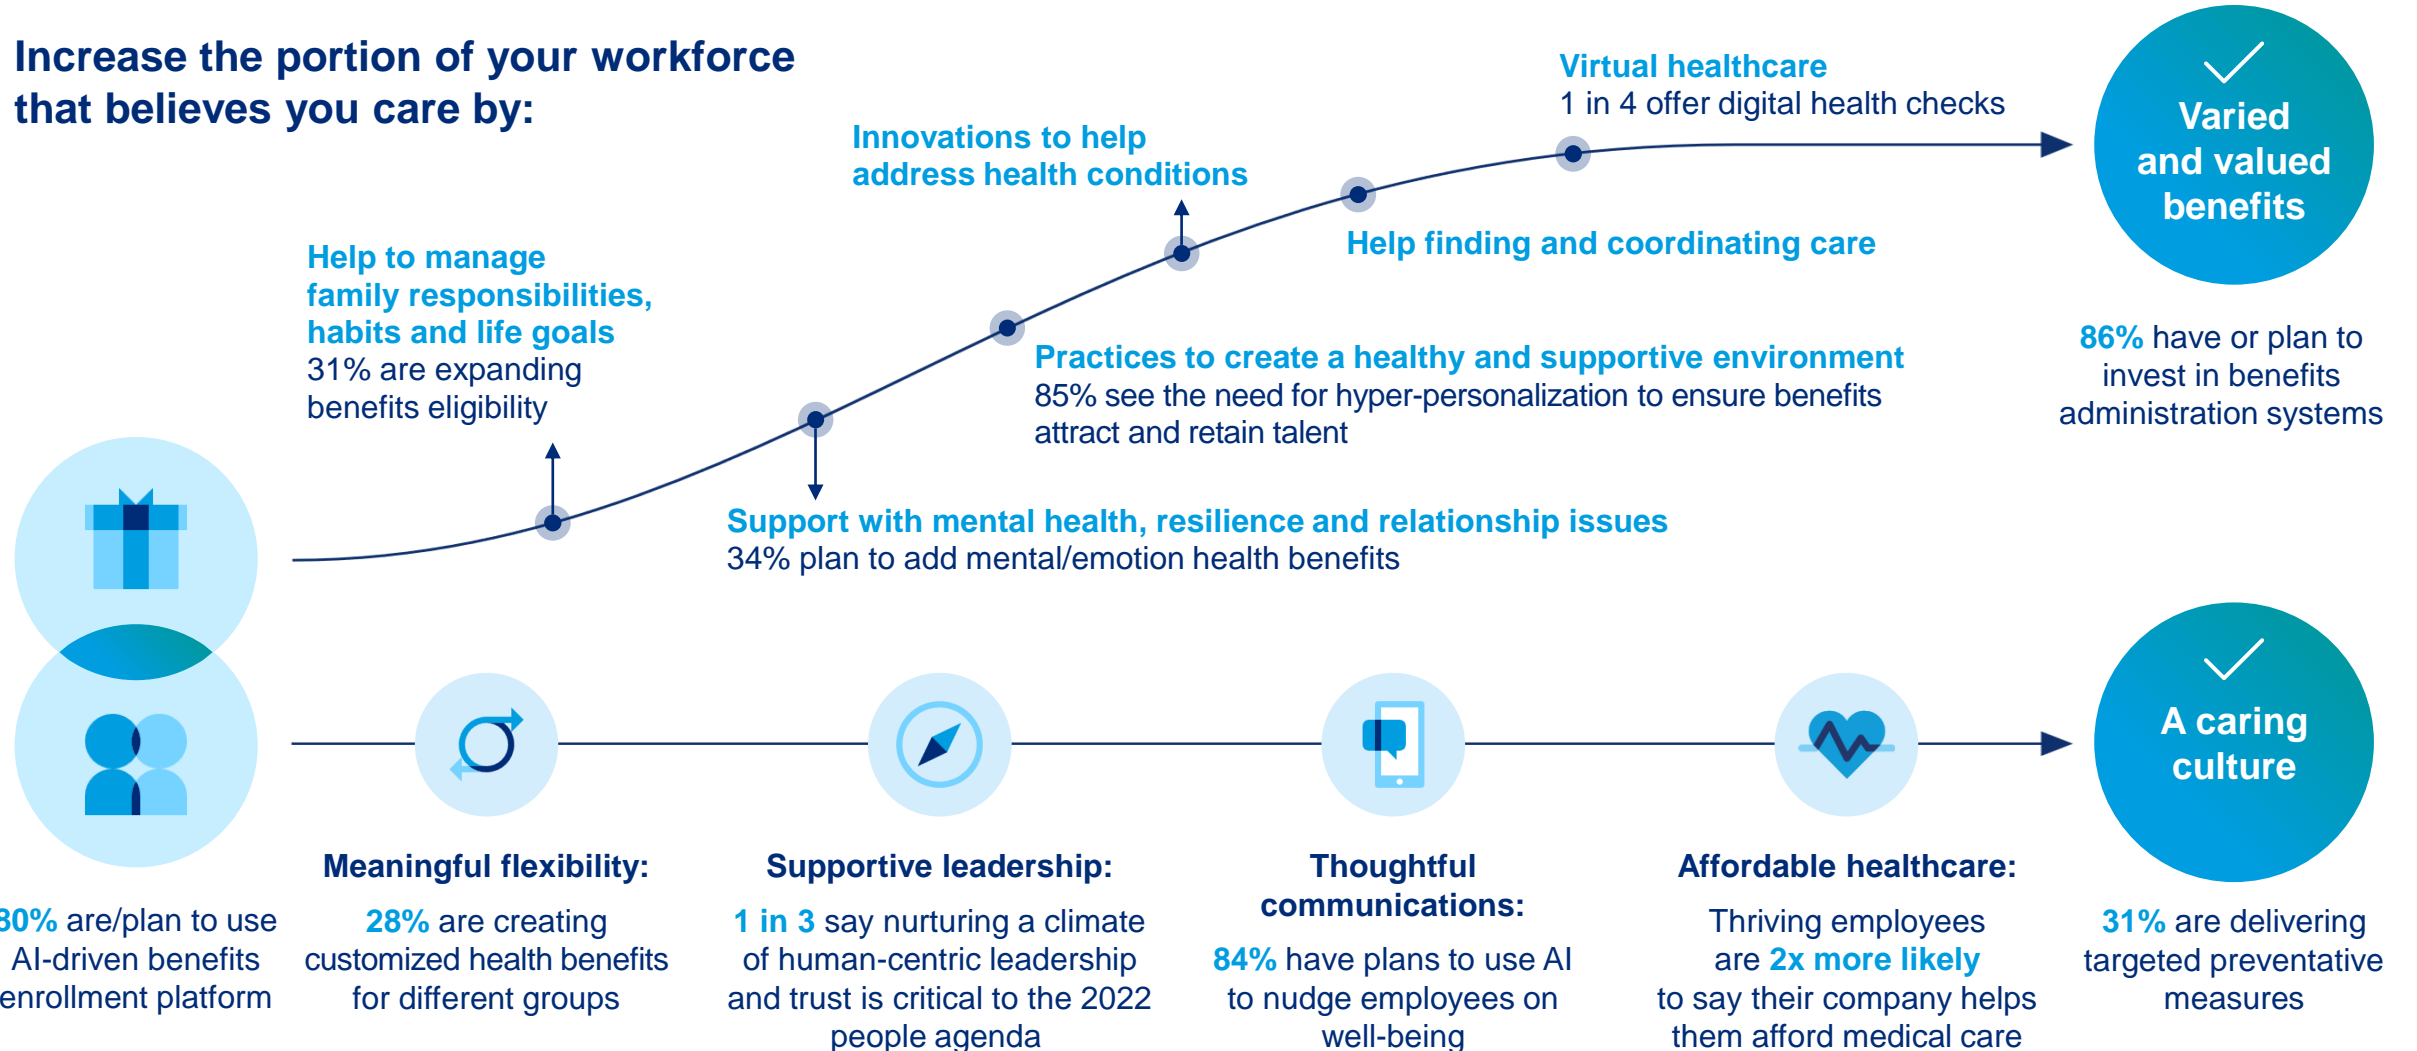 Increase the portion of your workforce
that believes you care by:
Virtual healthcare
1 in 4 offer digital health checks
Innovations to help
address health conditions
Help finding and coordinating care
Help to manage
family responsibilities,
habits and life goals
31% are expanding
benefits eligibility
Practices to create a healthy and supportive environment
85% see the need for hyper-personalization to ensure benefits
attract and retain talent
Support with mental health, resilience and relationship issues
34% plan to add mental/emotion health benefits
Varied
and valued
benefits
86% have or plan to
invest in benefits
administration systems
80% are/plan to use
AI-driven benefits
enrollment platform
Meaningful flexibility:
28% are creating
customized health benefits
for different groups
Supportive leadership:
1 in 3 say nurturing a climate
of human-centric leadership
and trust is critical to the 2022
people agenda
Thoughtful
communications:
84% have plans to use AI
to nudge employees on
well-being
Affordable healthcare:
Thriving employees
are 2x more likely
to say their company helps
them afford medical care
A caring
culture
31% are delivering
targeted preventative
measures